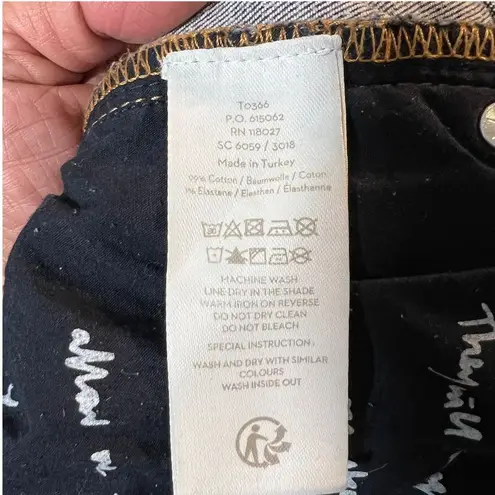 T0366
P.O. 615062
RN 118027
SC 6059 / 3018
Made in Turkey
99% Cotton / Baumwolle / Coton
1% Elastane / Elasthan / Élasthanne
MACHINE WASH
LINE DRY IN THE SHADE
WARM IRON ON REVERSE
DO NOT DRY CLEAN
DO NOT BLEACH
SPECIAL INSTRUCTION:
WASH AND DRY WITH SIMILAR
COLOURS
WASH INSIDE OUT